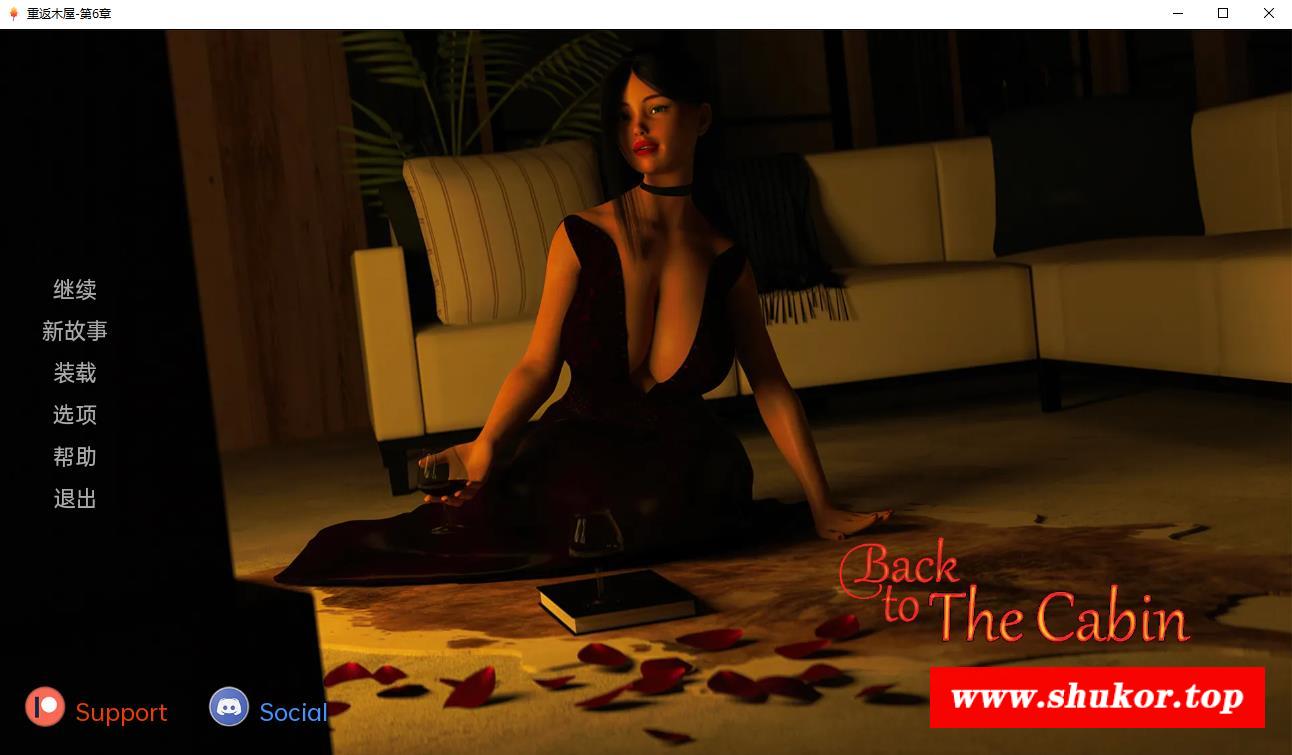 重返木屋-第6章
继续
新故事
装载
选项
帮助
退出
Back
to The Cabin
Support
Social
www.shukor.top